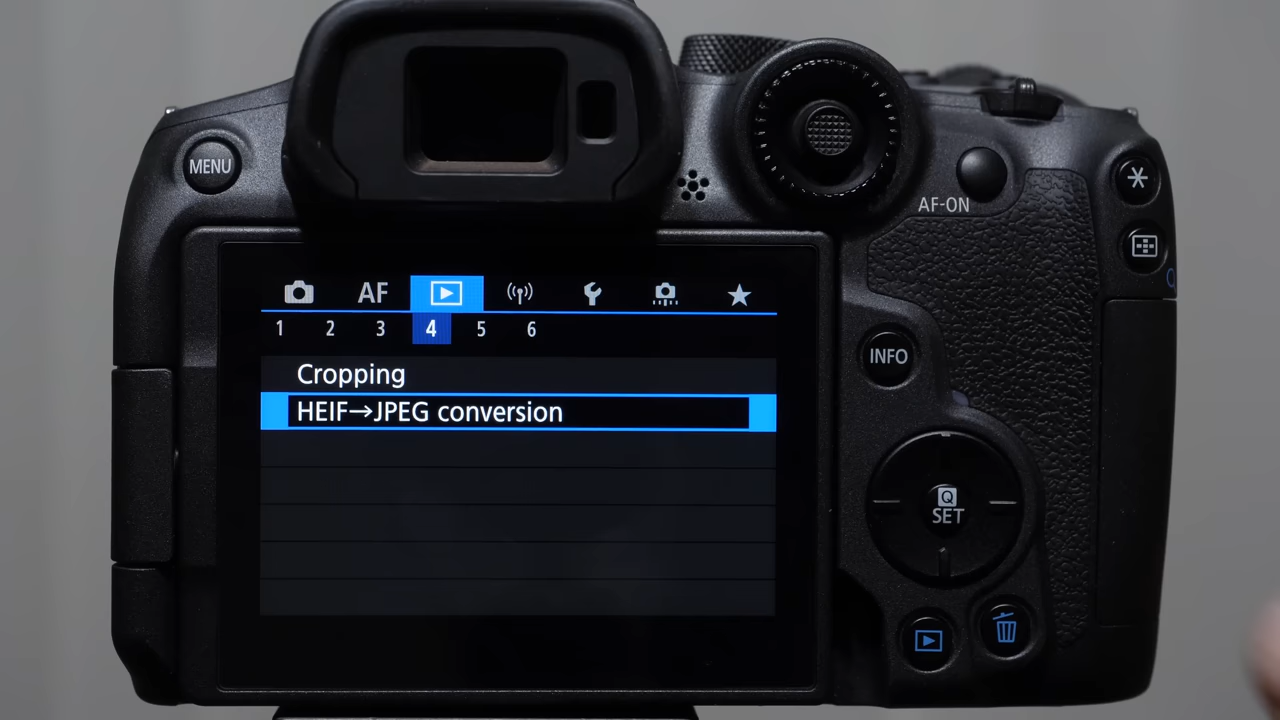 MENU
AF-ON
AF
1 2 3 4 5 6
Cropping
HEIF→JPEG conversion
INFO
Q
SET